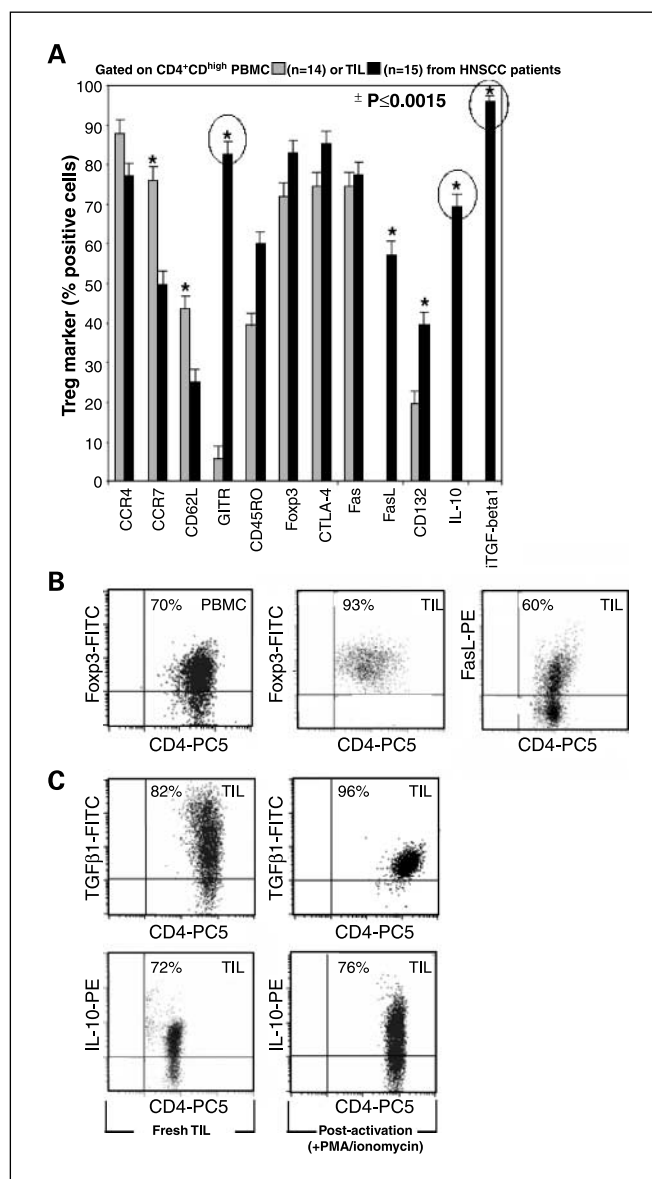 A
Gated on CD4+CDhigh PBMC (n=14) or TIL (n=15) from HNSCC patients
± P≤0.0015
Treg marker (% positive cells)
100
90
80
70
60
50
40
30
20
10
0
* * * * * * *
CCR4
CCR7
CD62L
GITR
CD45RO
Foxp3
CTLA-4
Fas
FasL
CD132
IL-10
iTGF-beta1
B
70% PBMC
Foxp3-FITC
CD4-PC5
93% TIL
Foxp3-FITC
CD4-PC5
60% TIL
FasL-PE
CD4-PC5
C
82% TIL
TGFβ1-FITC
CD4-PC5
96% TIL
TGFβ1-FITC
CD4-PC5
72% TIL
IL-10-PE
CD4-PC5
76% TIL
IL-10-PE
CD4-PC5
Fresh TIL
Post-activation
(+PMA/ionomycin)